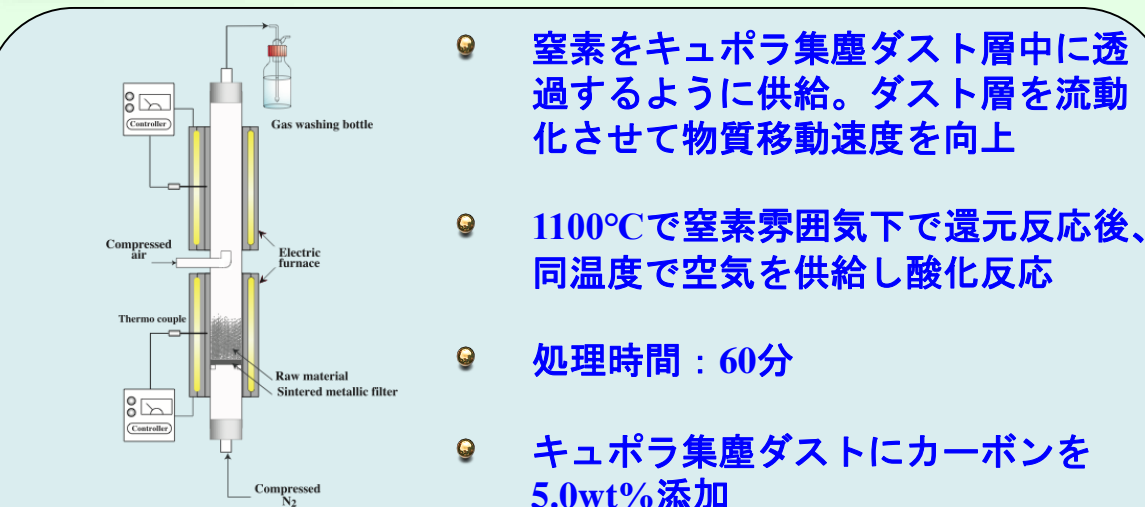 Gas washing bottle
Controller
Compressed
air
Electric
furnace
Thermo couple
Raw material
Sintered metallic filter
Controller
Compressed
N2
窒素をキュポラ集塵ダスト層中に透
過するように供給。ダスト層を流動
化させて物質移動速度を向上
1100℃で窒素雰囲気下で還元反応後、
同温度で空気を供給し酸化反応
処理時間：60分
キュポラ集塵ダストにカーボンを
5.0wt%添加